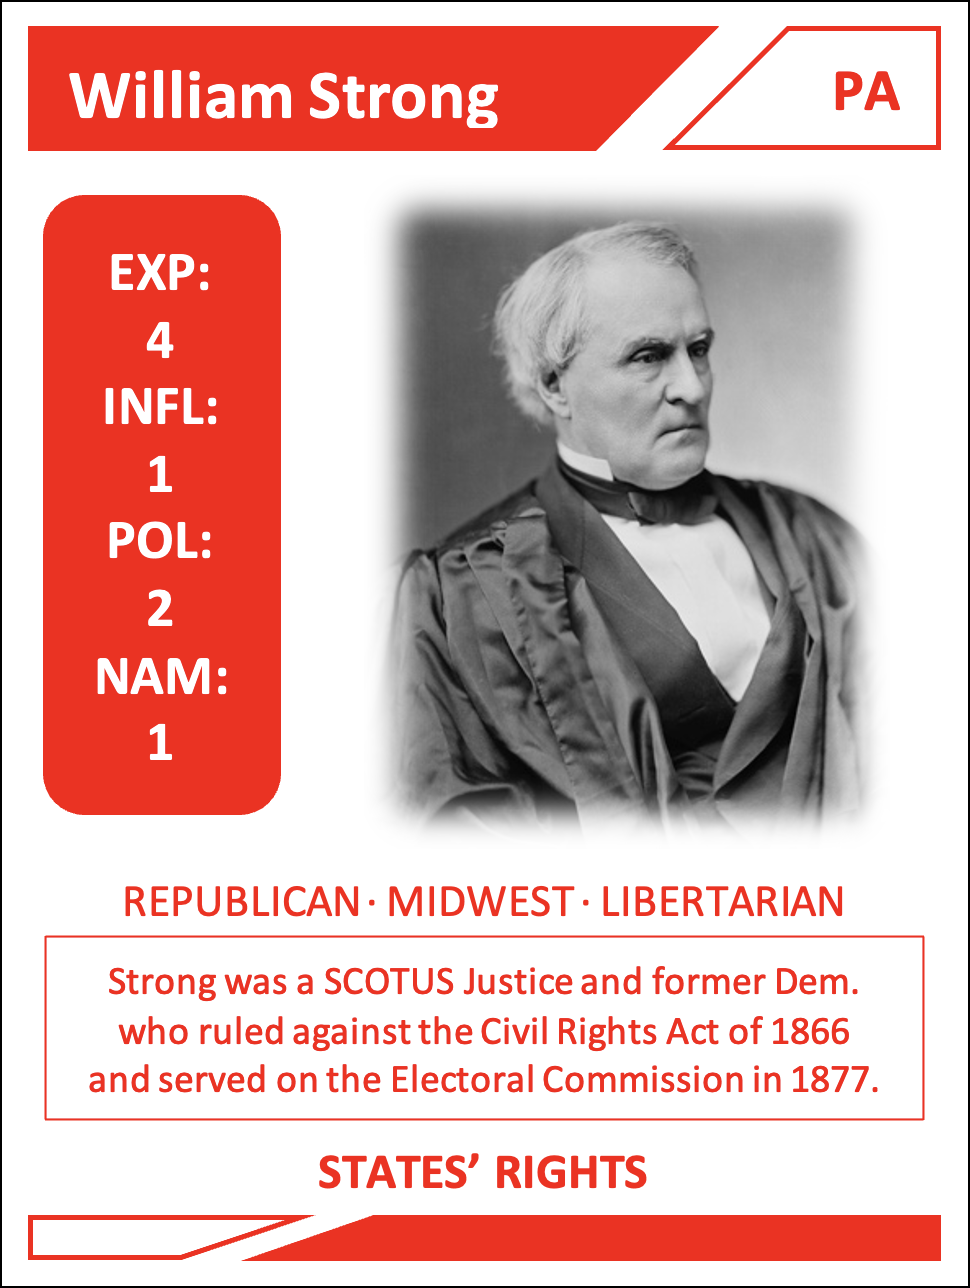 William Strong
PA
EXP:
4
INFL:
1
POL:
2
NAM:
1
REPUBLICAN · MIDWEST · LIBERTARIAN
Strong was a SCOTUS Justice and former Dem.
who ruled against the Civil Rights Act of 1866
and served on the Electoral Commission in 1877.
STATES’ RIGHTS